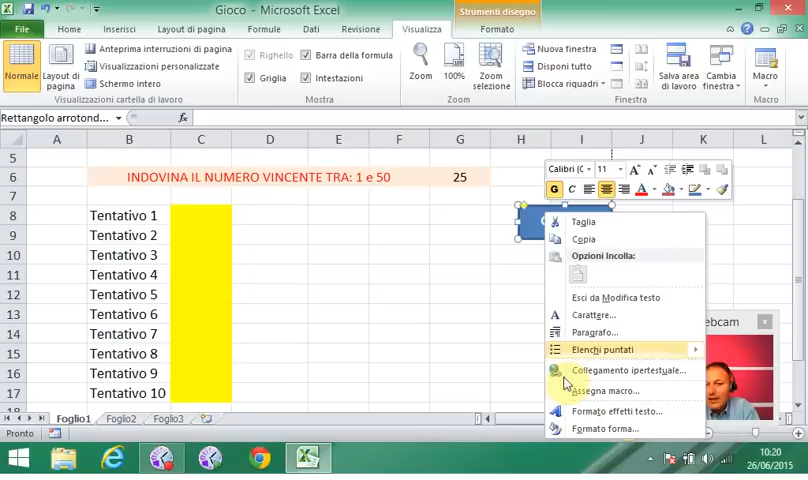 Gioco - Microsoft Excel
Strumenti disegno
File Home Inserisci Layout di pagina Formule Dati Revisione Visualizza Formato
Normale
Layout di pagina
Anteprima interruzioni di pagina
Visualizzazioni personalizzate
Schermo intero
Visualizzazioni cartella di lavoro
Righello
Barra della formula
Griglia
Intestazioni
Mostra
Zoom
100%
Zoom selezione
Zoom
Nuova finestra
Disponi tutto
Blocca riquadri
Finestra
Salva area di lavoro
Cambia finestra
Macro
Macro
Rettangolo arrotond...
fx
A B C D E F G H I J K L
5
6 INDOVINA IL NUMERO VINCENTE TRA: 1 e 50 25
7
8 Tentativo 1
9 Tentativo 2
10 Tentativo 3
11 Tentativo 4
12 Tentativo 5
13 Tentativo 6
14 Tentativo 7
15 Tentativo 8
16 Tentativo 9
17 Tentativo 10
Calibri (C 11 A A
G C A
Taglia
Copia
Opzioni Incolla:
Esci da Modifica testo
Carattere...
Paragrafo...
Elenchi puntati
Collegamento ipertestuale...
Assegna macro...
Formato effetti testo...
Formato forma...
ebcam
Foglio1 Foglio2 Foglio3
Pronto
10:20
26/06/2015